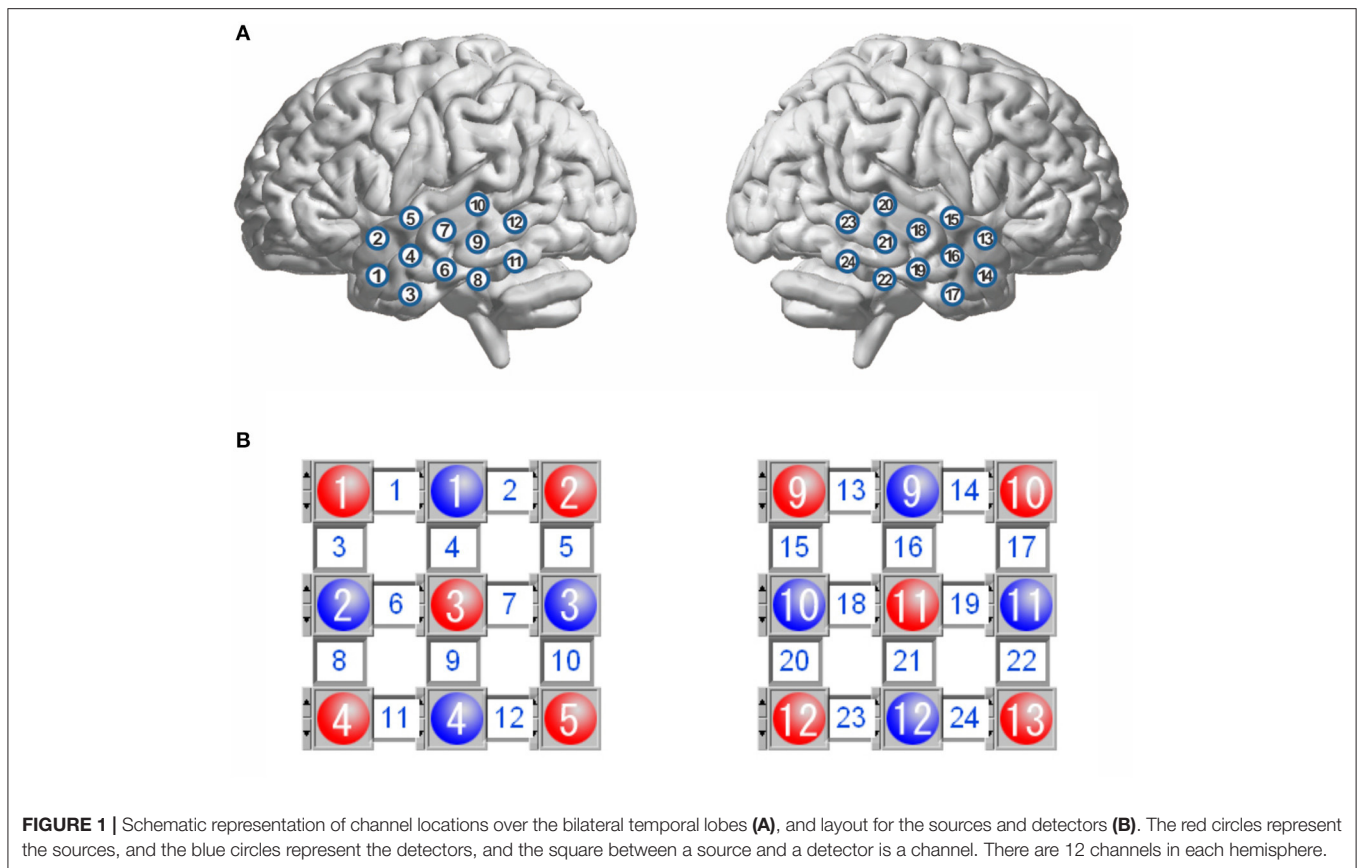 A
5 10 12
2 7
4 9
1 6 11
3 8
20
23 15
18 13
21 16
24 19 14
22 17
B
1 1 1 2 2
3 4 5
2 6 3 7 3
8 9 10
4 11 4 12 5
9 13 9 14 10
15 16 17
10 18 11 19 11
20 21 22
12 23 12 24 13
FIGURE 1 | Schematic representation of channel locations over the bilateral temporal lobes (A), and layout for the sources and detectors (B). The red circles represent
the sources, and the blue circles represent the detectors, and the square between a source and a detector is a channel. There are 12 channels in each hemisphere.